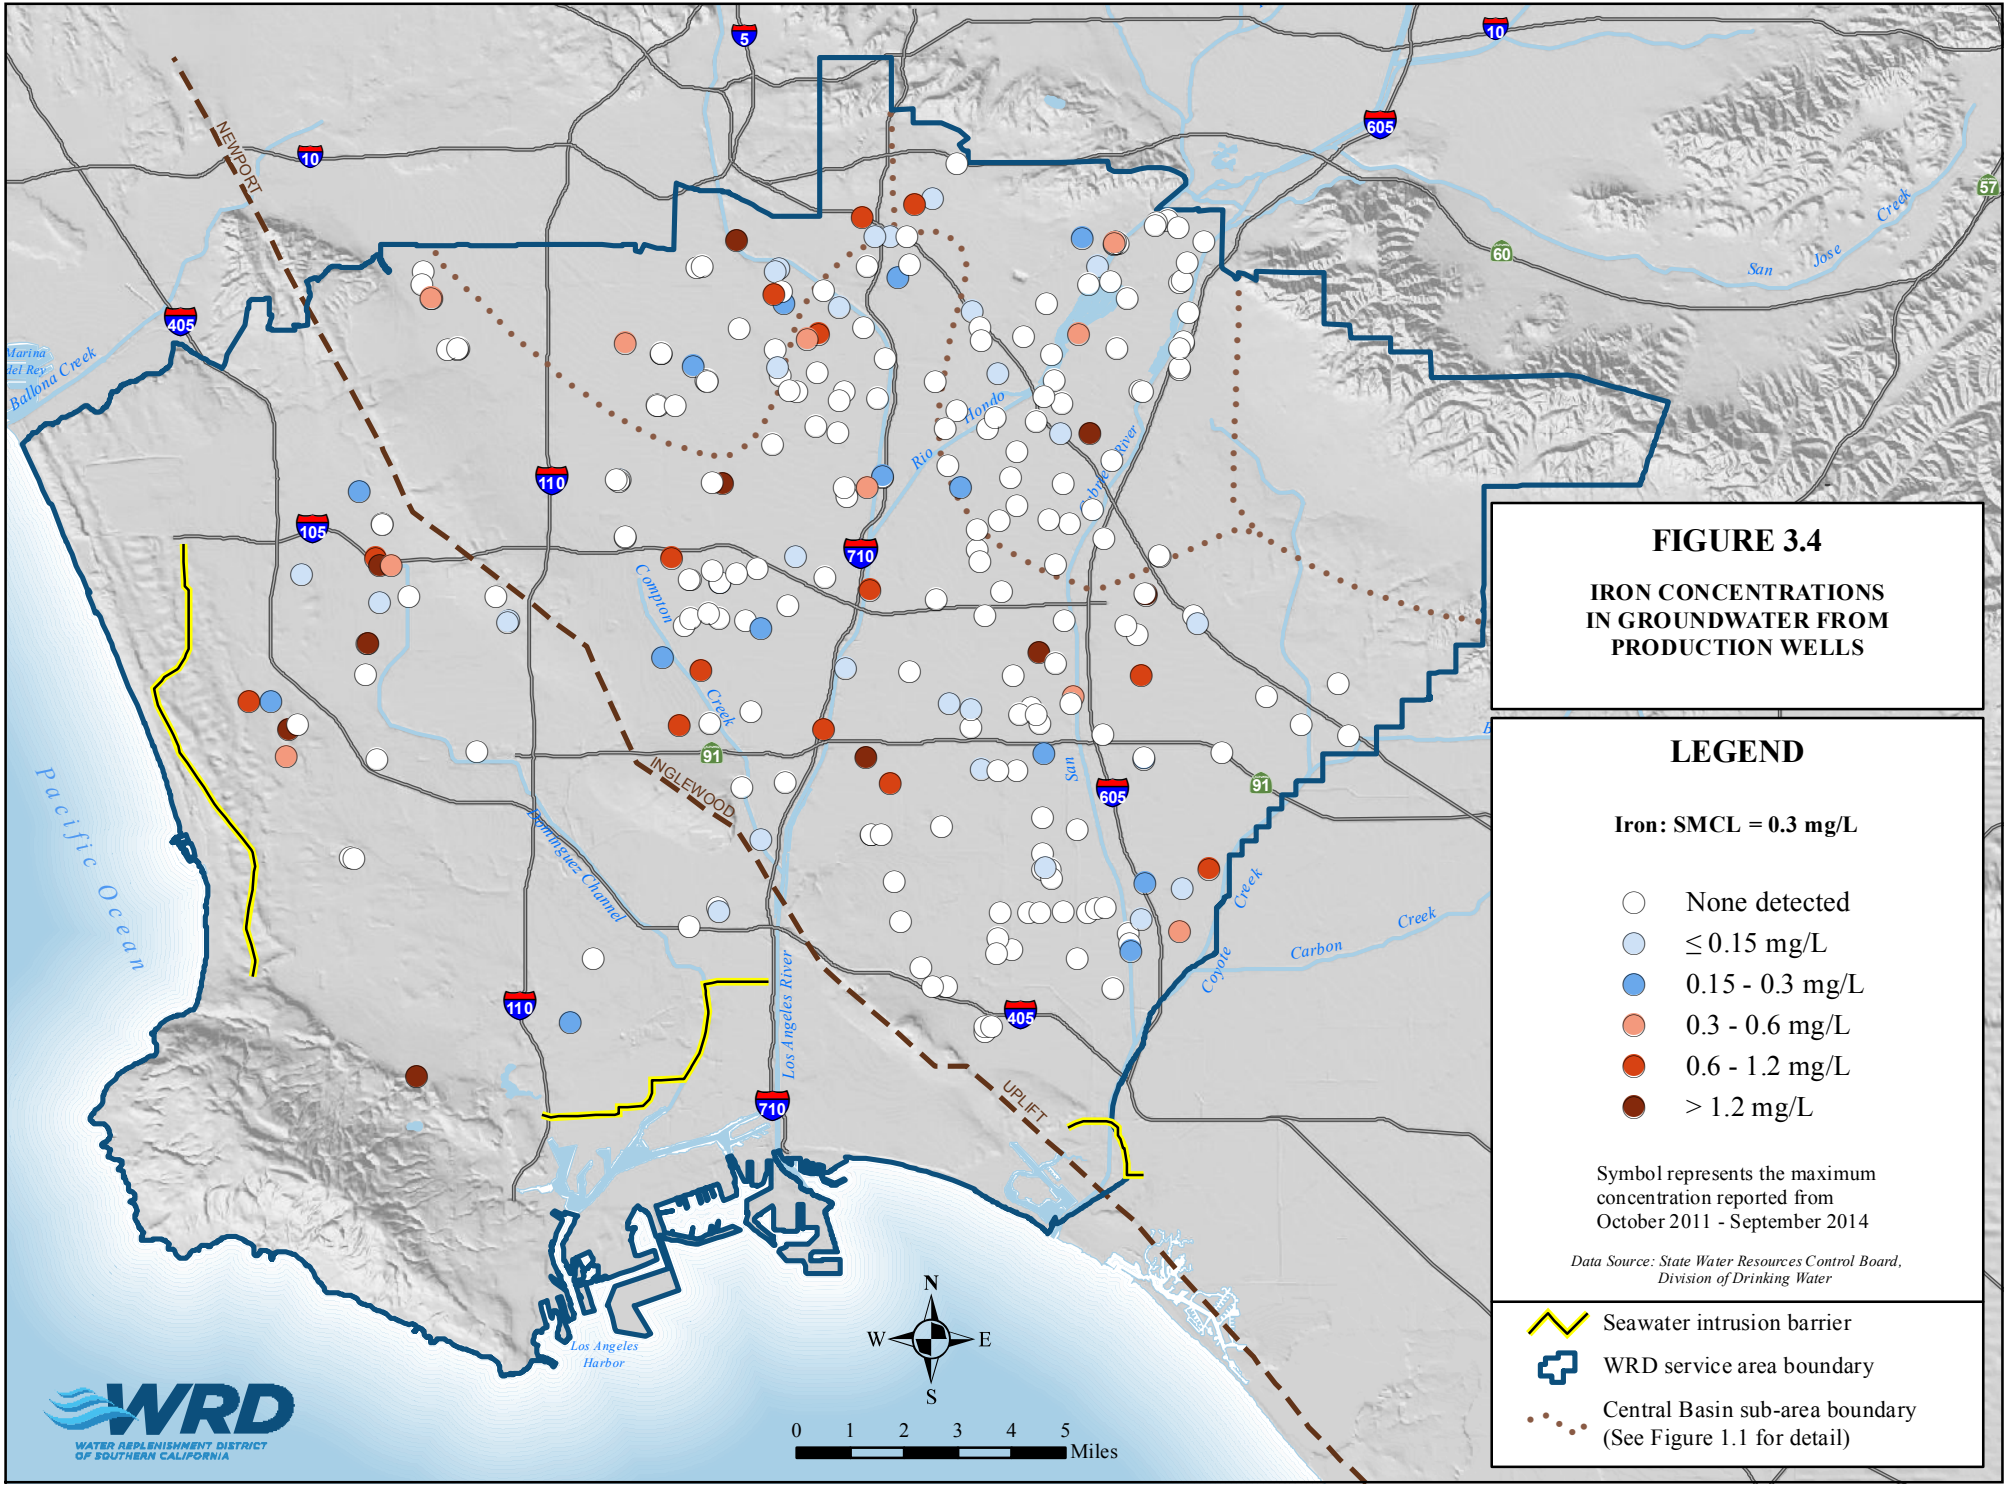 5
10
605
57
10
NEWPORT
60
San
Jose
Creek
405
Marina
del Rey
Ballona Creek
Rio
Hondo
110
105
710
River
Compton
Creek
FIGURE 3.4
IRON CONCENTRATIONS
IN GROUNDWATER FROM
PRODUCTION WELLS
91
INGLEWOOD
San
605
91
Pacific Ocean
Dominguez Channel
Los Angeles River
Coyote
Creek
Carbon
Creek
110
405
710
UPLIFT
LEGEND
Iron: SMCL = 0.3 mg/L
None detected
≤ 0.15 mg/L
0.15 - 0.3 mg/L
0.3 - 0.6 mg/L
0.6 - 1.2 mg/L
> 1.2 mg/L
Symbol represents the maximum
concentration reported from
October 2011 - September 2014
Data Source: State Water Resources Control Board,
Division of Drinking Water
Seawater intrusion barrier
WRD service area boundary
Central Basin sub-area boundary
(See Figure 1.1 for detail)
Los Angeles
Harbor
N
W
E
S
0 1 2 3 4 5
Miles
WRD
WATER REPLENISHMENT DISTRICT
OF SOUTHERN CALIFORNIA